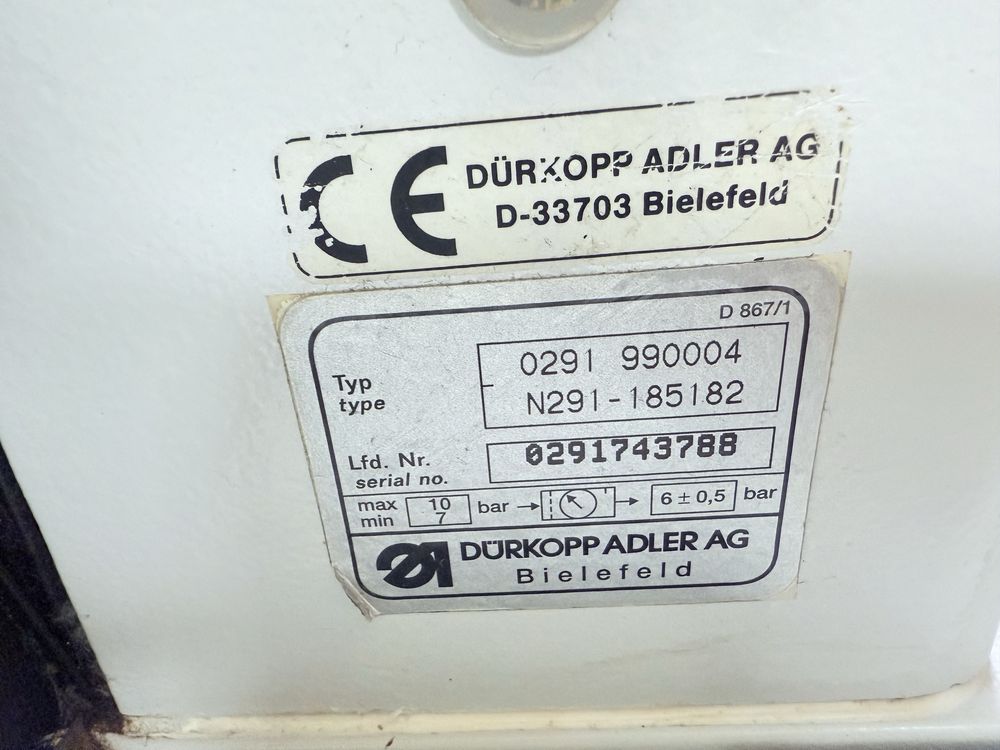 CE DÜRKOPP ADLER AG
D-33703 Bielefeld
D 867/1
Typ
type
0291 990004
N291-185182
Lfd. Nr.
serial no.
0291743788
max 10 bar
min 7
6 ± 0,5 bar
DÜRKOPP ADLER AG
Bielefeld